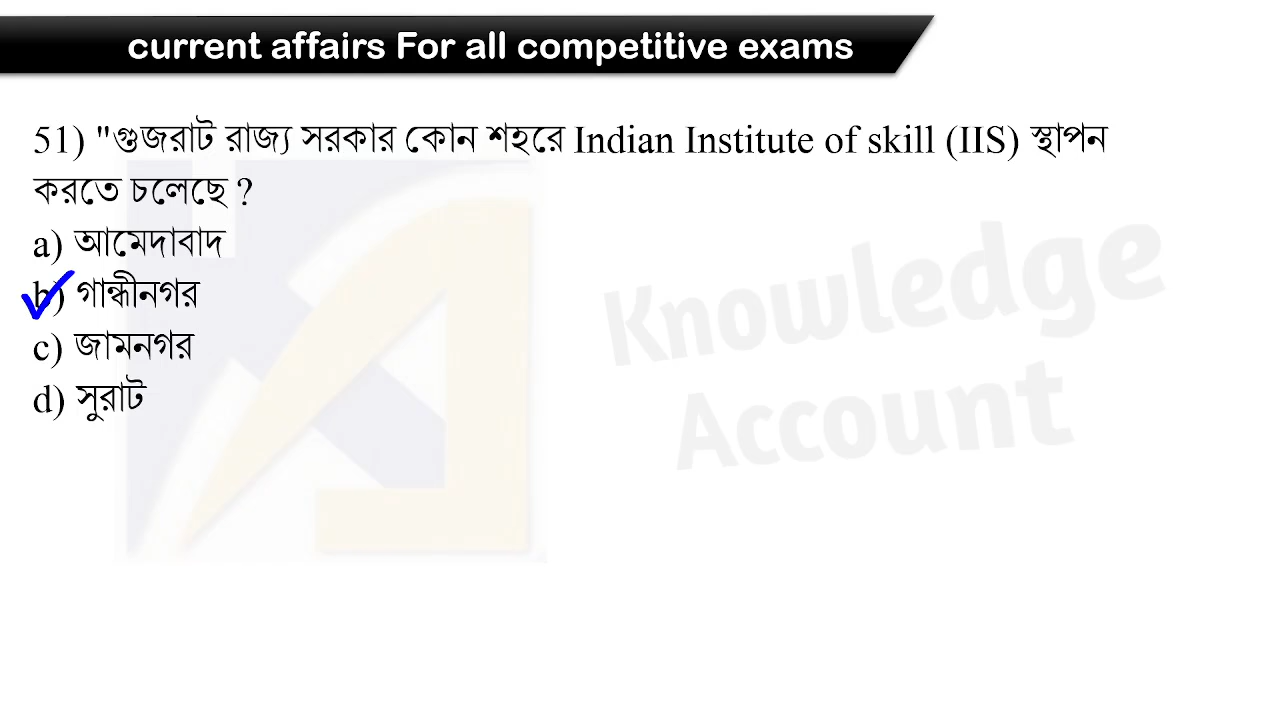 current affairs For all competitive exams
51) "গুজরাট রাজ্য সরকার কোন শহরে Indian Institute of skill (IIS) স্থাপন
করতে চলেছে ?
a) আমেদাবাদ
b) গান্ধীনগর
c) জামনগর
d) সুরাট
Knowledge
Account